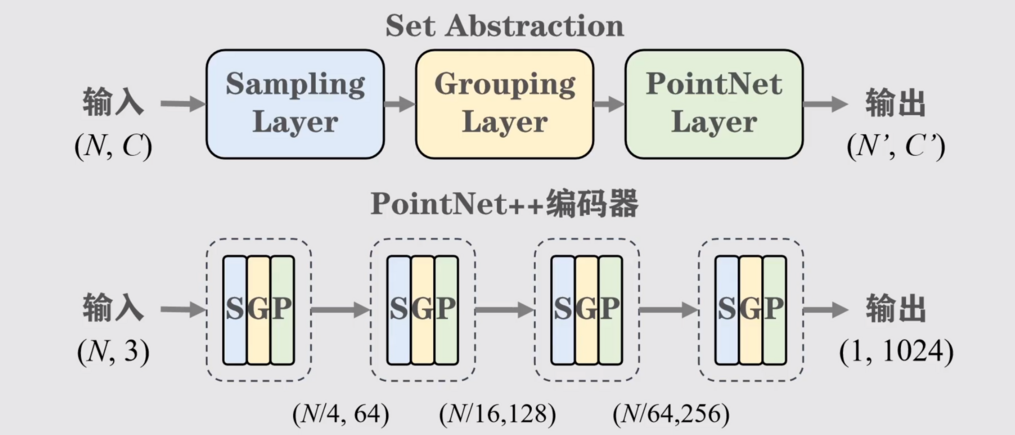 Set Abstraction
输入
(N, C)
Sampling
Layer
Grouping
Layer
PointNet
Layer
输出
(N’, C’)
PointNet++编码器
输入
(N, 3)
SGP
SGP
SGP
SGP
输出
(1, 1024)
(N/4, 64)
(N/16,128)
(N/64,256)